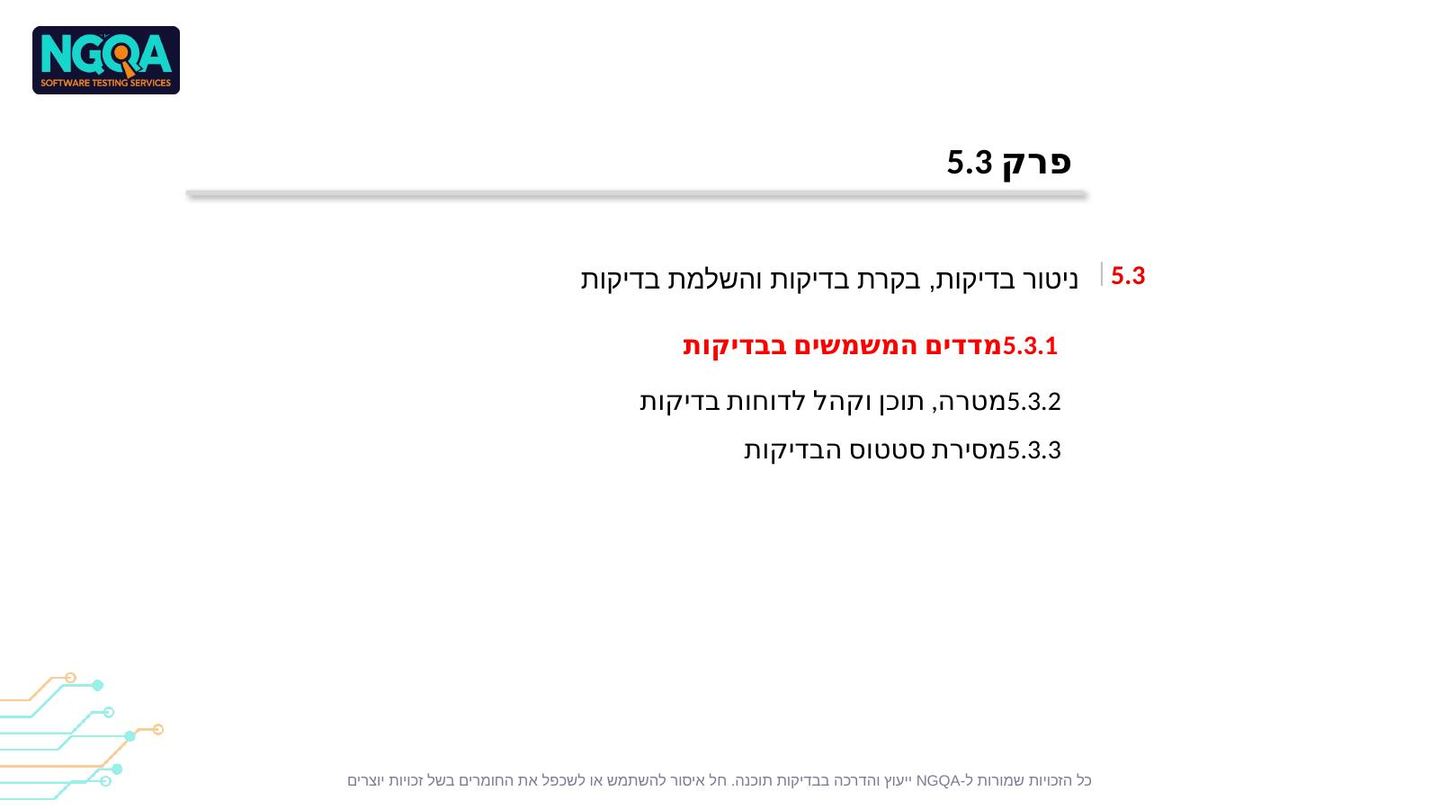 NGQA
SOFTWARE TESTING SERVICES
פרק 5.3
5.3 ניטור בדיקות, בקרת בדיקות והשלמת בדיקות
5.3.1מדדים המשמשים בבדיקות
5.3.2מטרה, תוכן וקהל לדוחות בדיקות
5.3.3מסירת סטטוס הבדיקות
כל הזכויות שמורות ל-NGQA ייעוץ והדרכה בבדיקות תוכנה. חל איסור להשתמש או לשכפל את החומרים בשל זכויות יוצרים